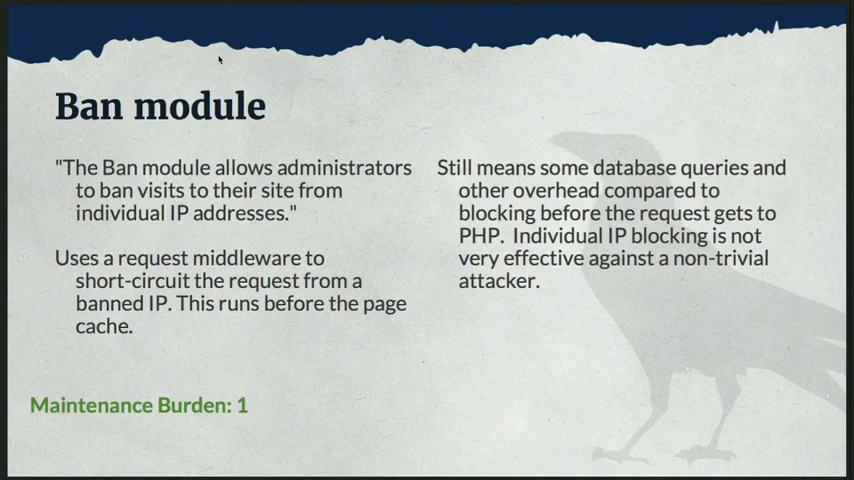 Ban module
"The Ban module allows administrators
to ban visits to their site from
individual IP addresses."
Uses a request middleware to
short-circuit the request from a
banned IP. This runs before the page
cache.
Still means some database queries and
other overhead compared to
blocking before the request gets to
PHP.  Individual IP blocking is not
very effective against a non-trivial
attacker.
Maintenance Burden: 1